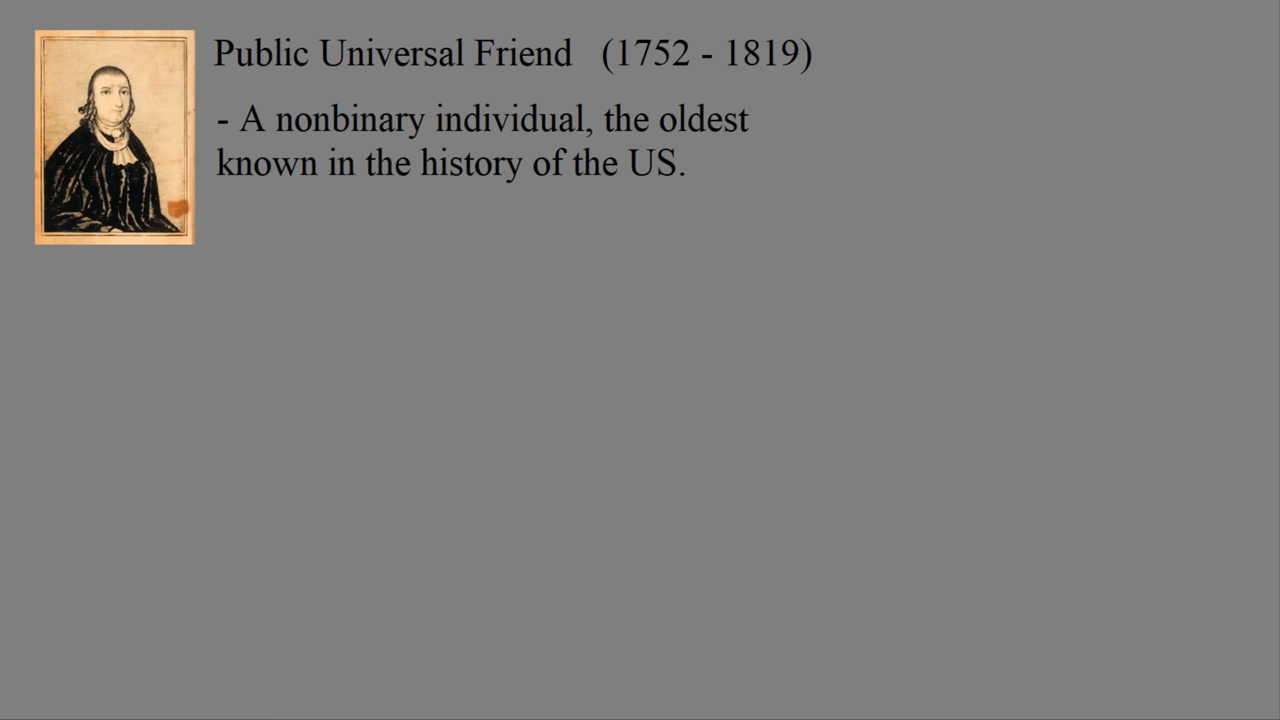 Public Universal Friend (1752 - 1819)
- A nonbinary individual, the oldest
known in the history of the US.